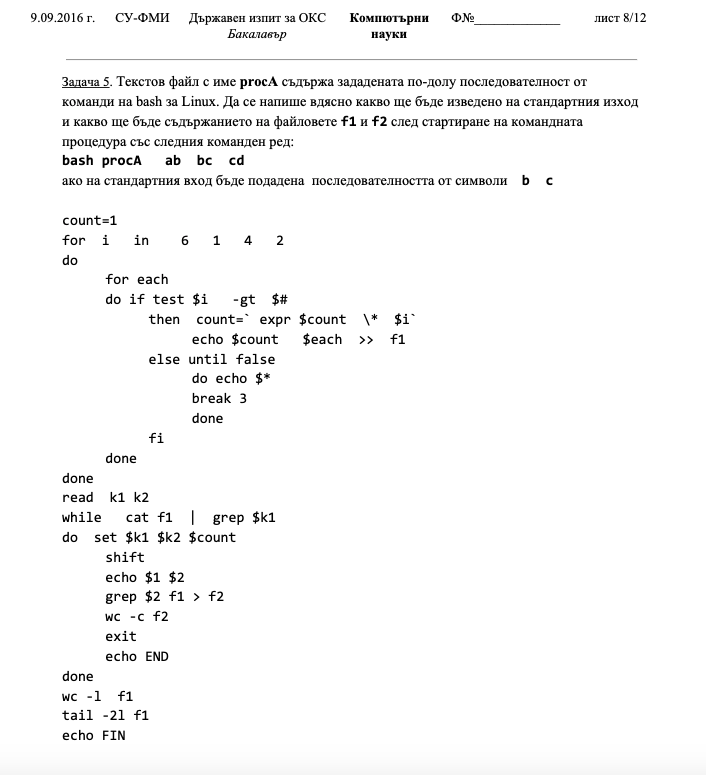 9.09.2016 г. СУ-ФМИ Държавен изпит за ОКС Компютърни Ф№____________ лист 8/12
Бакалавър науки
Задача 5. Текстов файл с име procA съдържа зададената по-долу последователност от
команди на bash за Linux. Да се напише вдясно какво ще бъде изведено на стандартния изход
и какво ще бъде съдържанието на файловете f1 и f2 след стартиране на командната
процедура със следния команден ред:
bash procA ab bc cd
ако на стандартния вход бъде подадена последователността от символи b c
count=1
for i in 6 1 4 2
do
for each
do if test $i -gt $#
then count=` expr $count \* $i`
echo $count $each >> f1
else until false
do echo $*
break 3
done
fi
done
done
read k1 k2
while cat f1 | grep $k1
do set $k1 $k2 $count
shift
echo $1 $2
grep $2 f1 > f2
wc -c f2
exit
echo END
done
wc -l f1
tail -2l f1
echo FIN